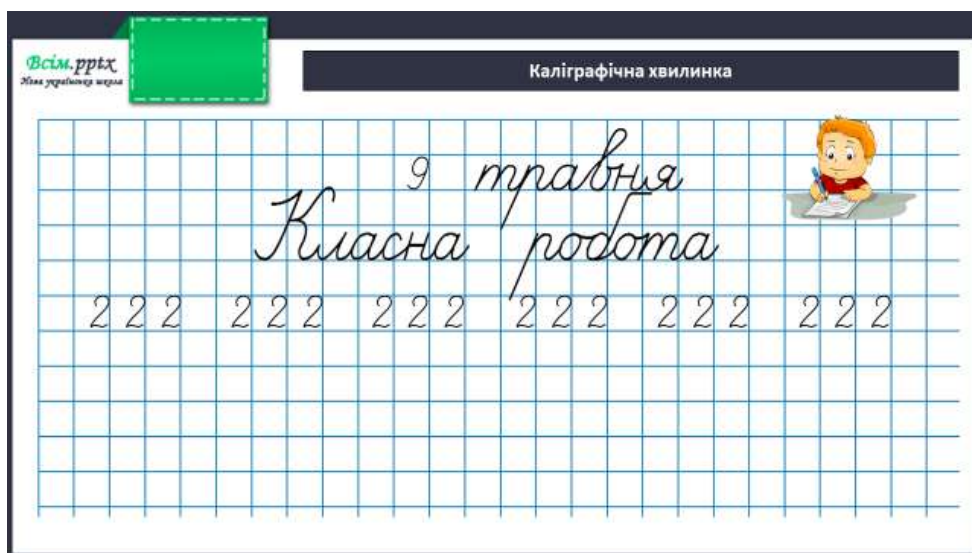 Всім.pptx
Нова українська школа
Каліграфічна хвилинка
9 травня
Класна робота
2 2 2 2 2 2 2 2 2 2 2 2 2 2 2 2 2 2